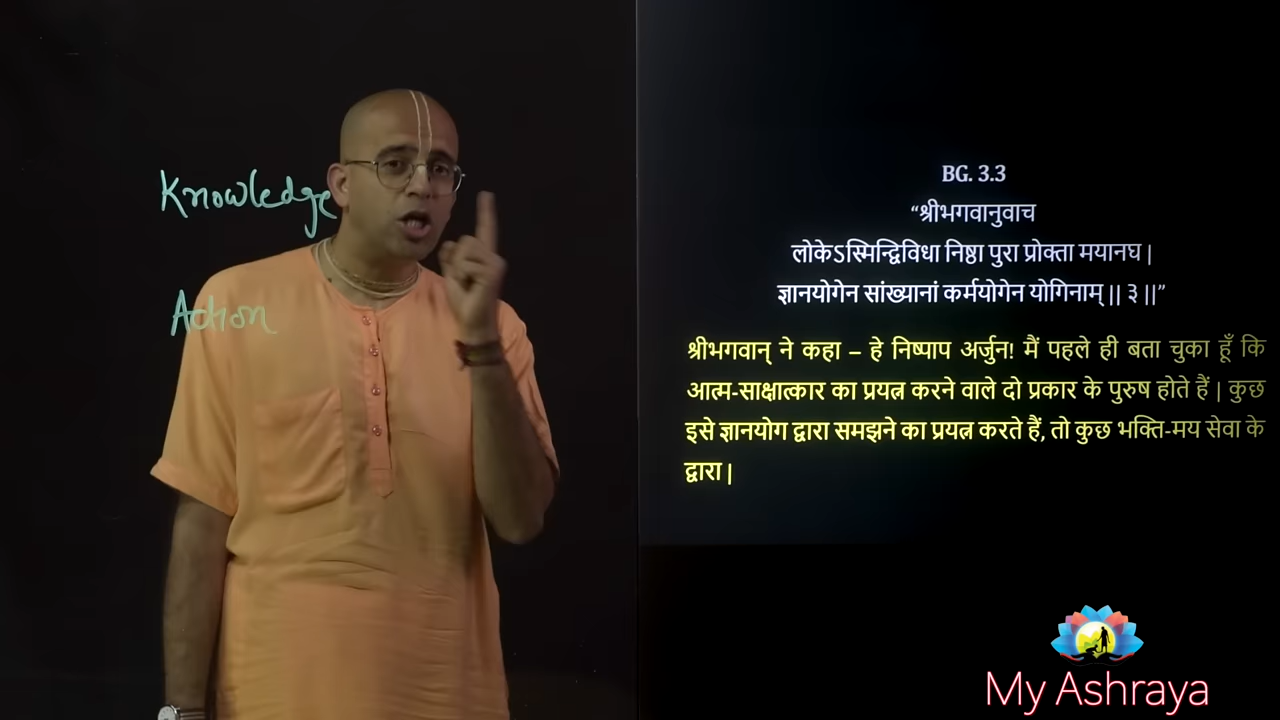 Knowledge
Action
BG. 3.3
“श्रीभगवानुवाच
लोकेऽस्मिन्द्विविधा निष्ठा पुरा प्रोक्ता मयानघ |
ज्ञानयोगेन सांख्यानां कर्मयोगेन योगिनाम् || ३ ||”
श्रीभगवान् ने कहा – हे निष्पाप अर्जुन! मैं पहले ही बता चुका हूँ कि
आत्म-साक्षात्कार का प्रयत्न करने वाले दो प्रकार के पुरुष होते हैं | कुछ
इसे ज्ञानयोग द्वारा समझने का प्रयत्न करते हैं, तो कुछ भक्ति-मय सेवा के
द्वारा |
My Ashraya